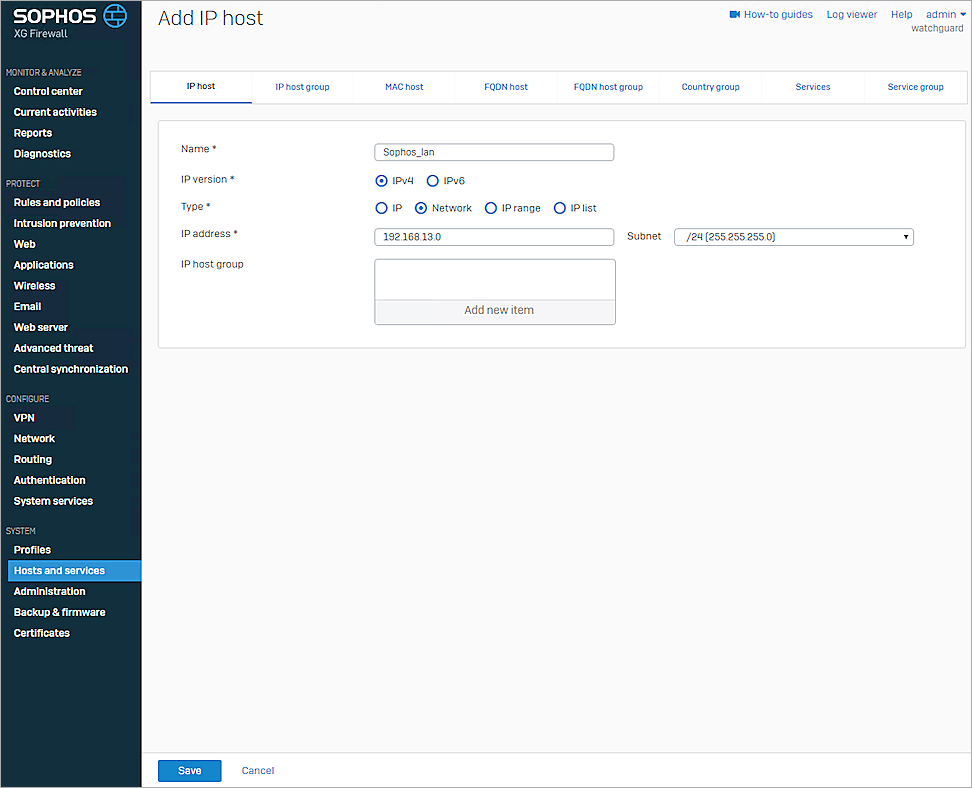 SOPHOS
XG Firewall
Add IP host
How-to guides Log viewer Help admin
watchguard
MONITOR & ANALYZE
Control center
Current activities
Reports
Diagnostics
PROTECT
Rules and policies
Intrusion prevention
Web
Applications
Wireless
Email
Web server
Advanced threat
Central synchronization
CONFIGURE
VPN
Network
Routing
Authentication
System services
SYSTEM
Profiles
Hosts and services
Administration
Backup & firmware
Certificates
IP host IP host group MAC host FQDN host FQDN host group Country group Services Service group
Name * Sophos_lan
IP version * IPv4 IPv6
Type * IP Network IP range IP list
IP address * 192.168.13.0 Subnet /24 (255.255.255.0)
IP host group
Add new item
Save Cancel